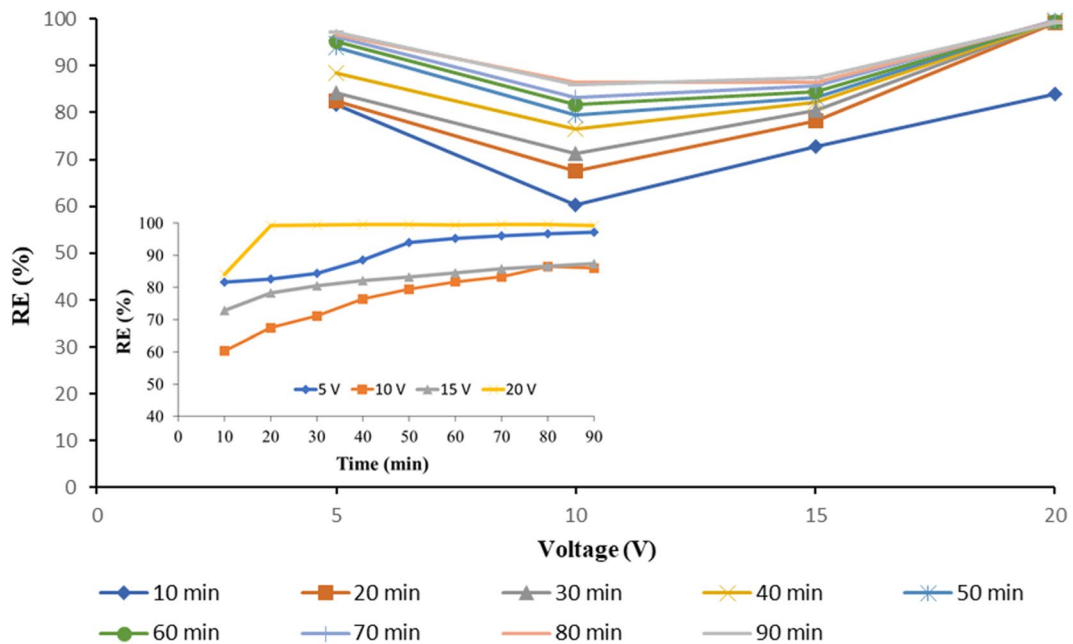 100
90
80
70
60
50
40
30
20
10
0
RE (%)
100
90
80
70
60
50
40
RE (%)
5 V 10 V 15 V 20 V
0 10 20 30 40 50 60 70 80 90
Time (min)
0 5 10 15 20
Voltage (V)
10 min 20 min 30 min 40 min 50 min
60 min 70 min 80 min 90 min